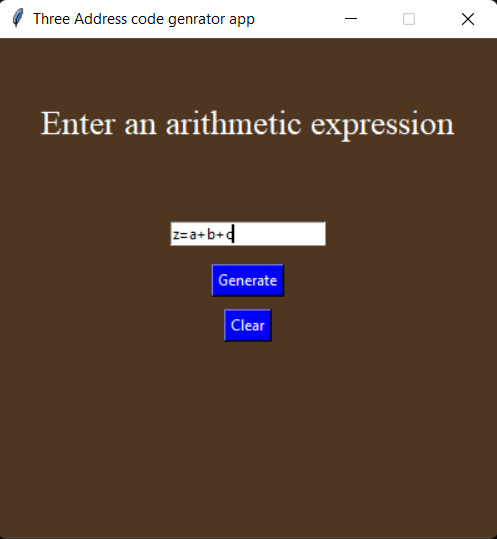 Three Address code genrator app
Enter an arithmetic expression
z=a+b+c
Generate
Clear